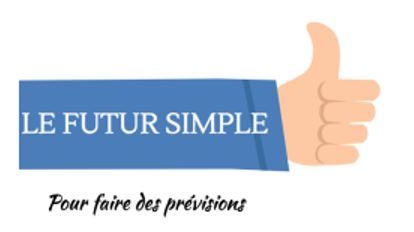 LE FUTUR SIMPLE
Pour faire des prévisions